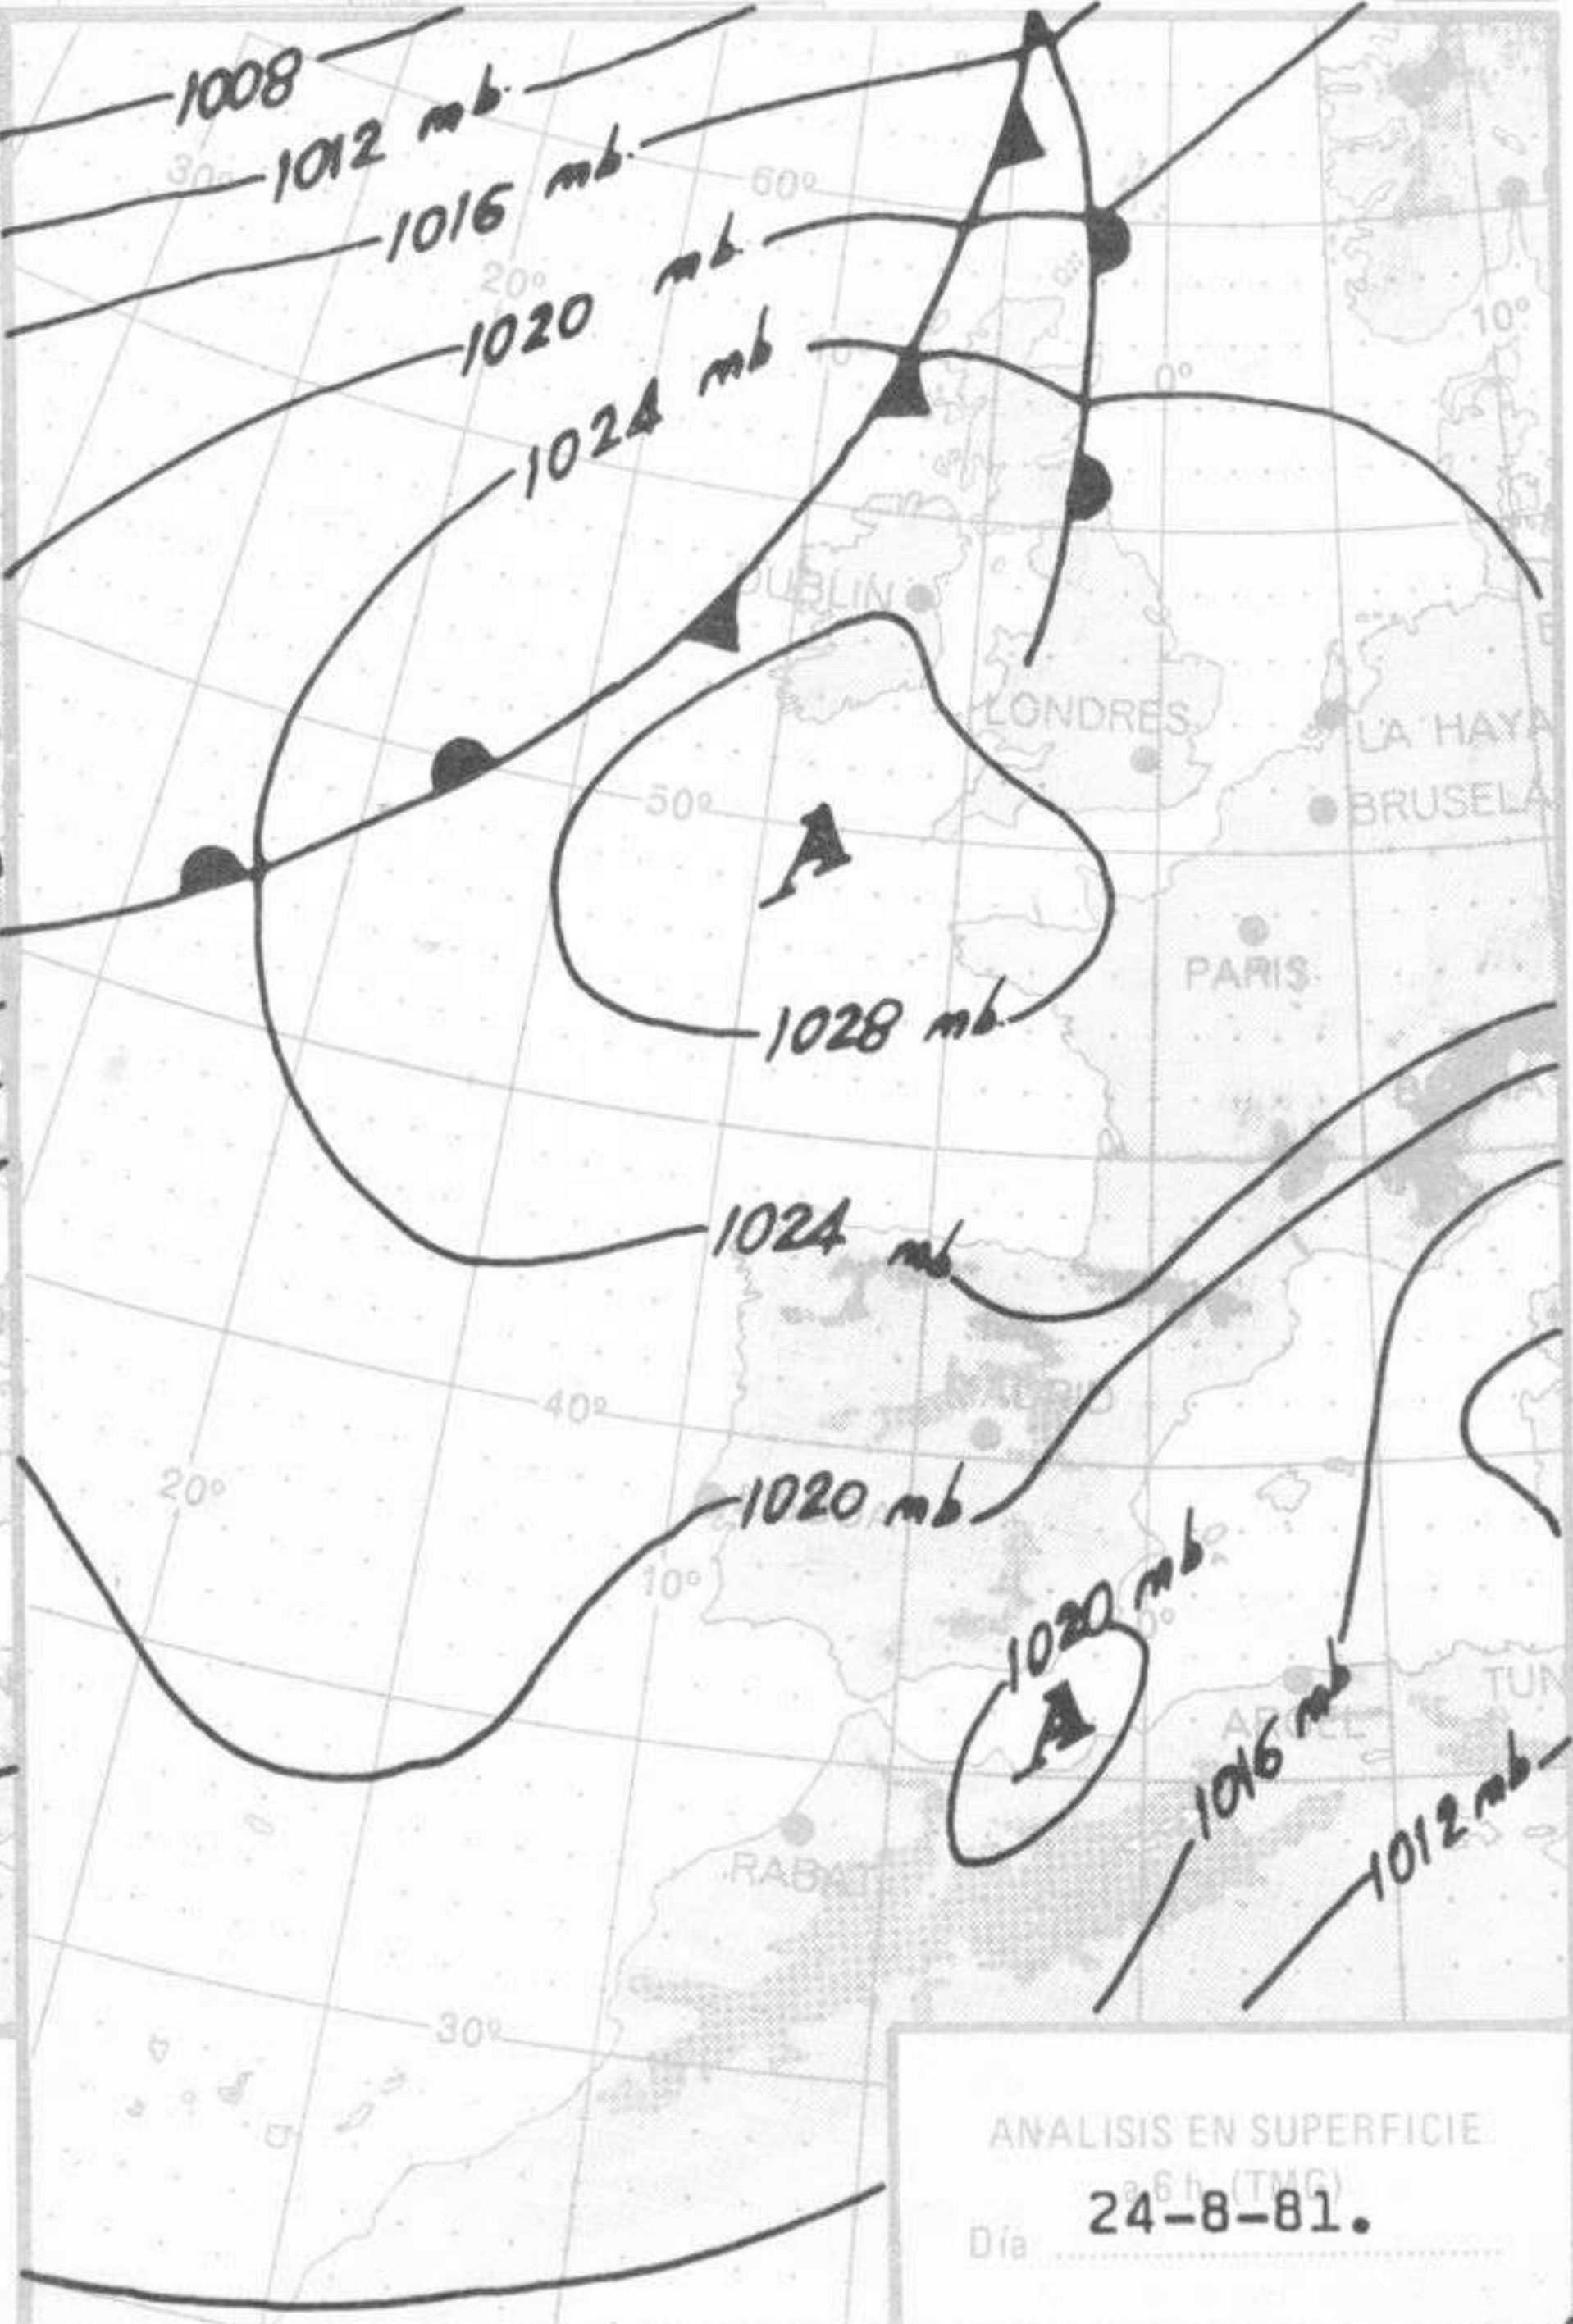 1008
1012 mb.
30º
1016 mb.
60º
1020 mb.
20º
10º
1024 mb
0º
DUBLIN
LONDRES
LA HAYA
50º
BRUSELA
A
PARIS
1028 mb.
1024 mb
MADRID
40º
20º
1020 mb.
10º
1020 mb.
0º
A
TUN
ARGEL
1016 mb
1012 mb.
RABAT
30º
ANALISIS EN SUPERFICIE
a 6 h. (TMG)
Día 24-8-81.